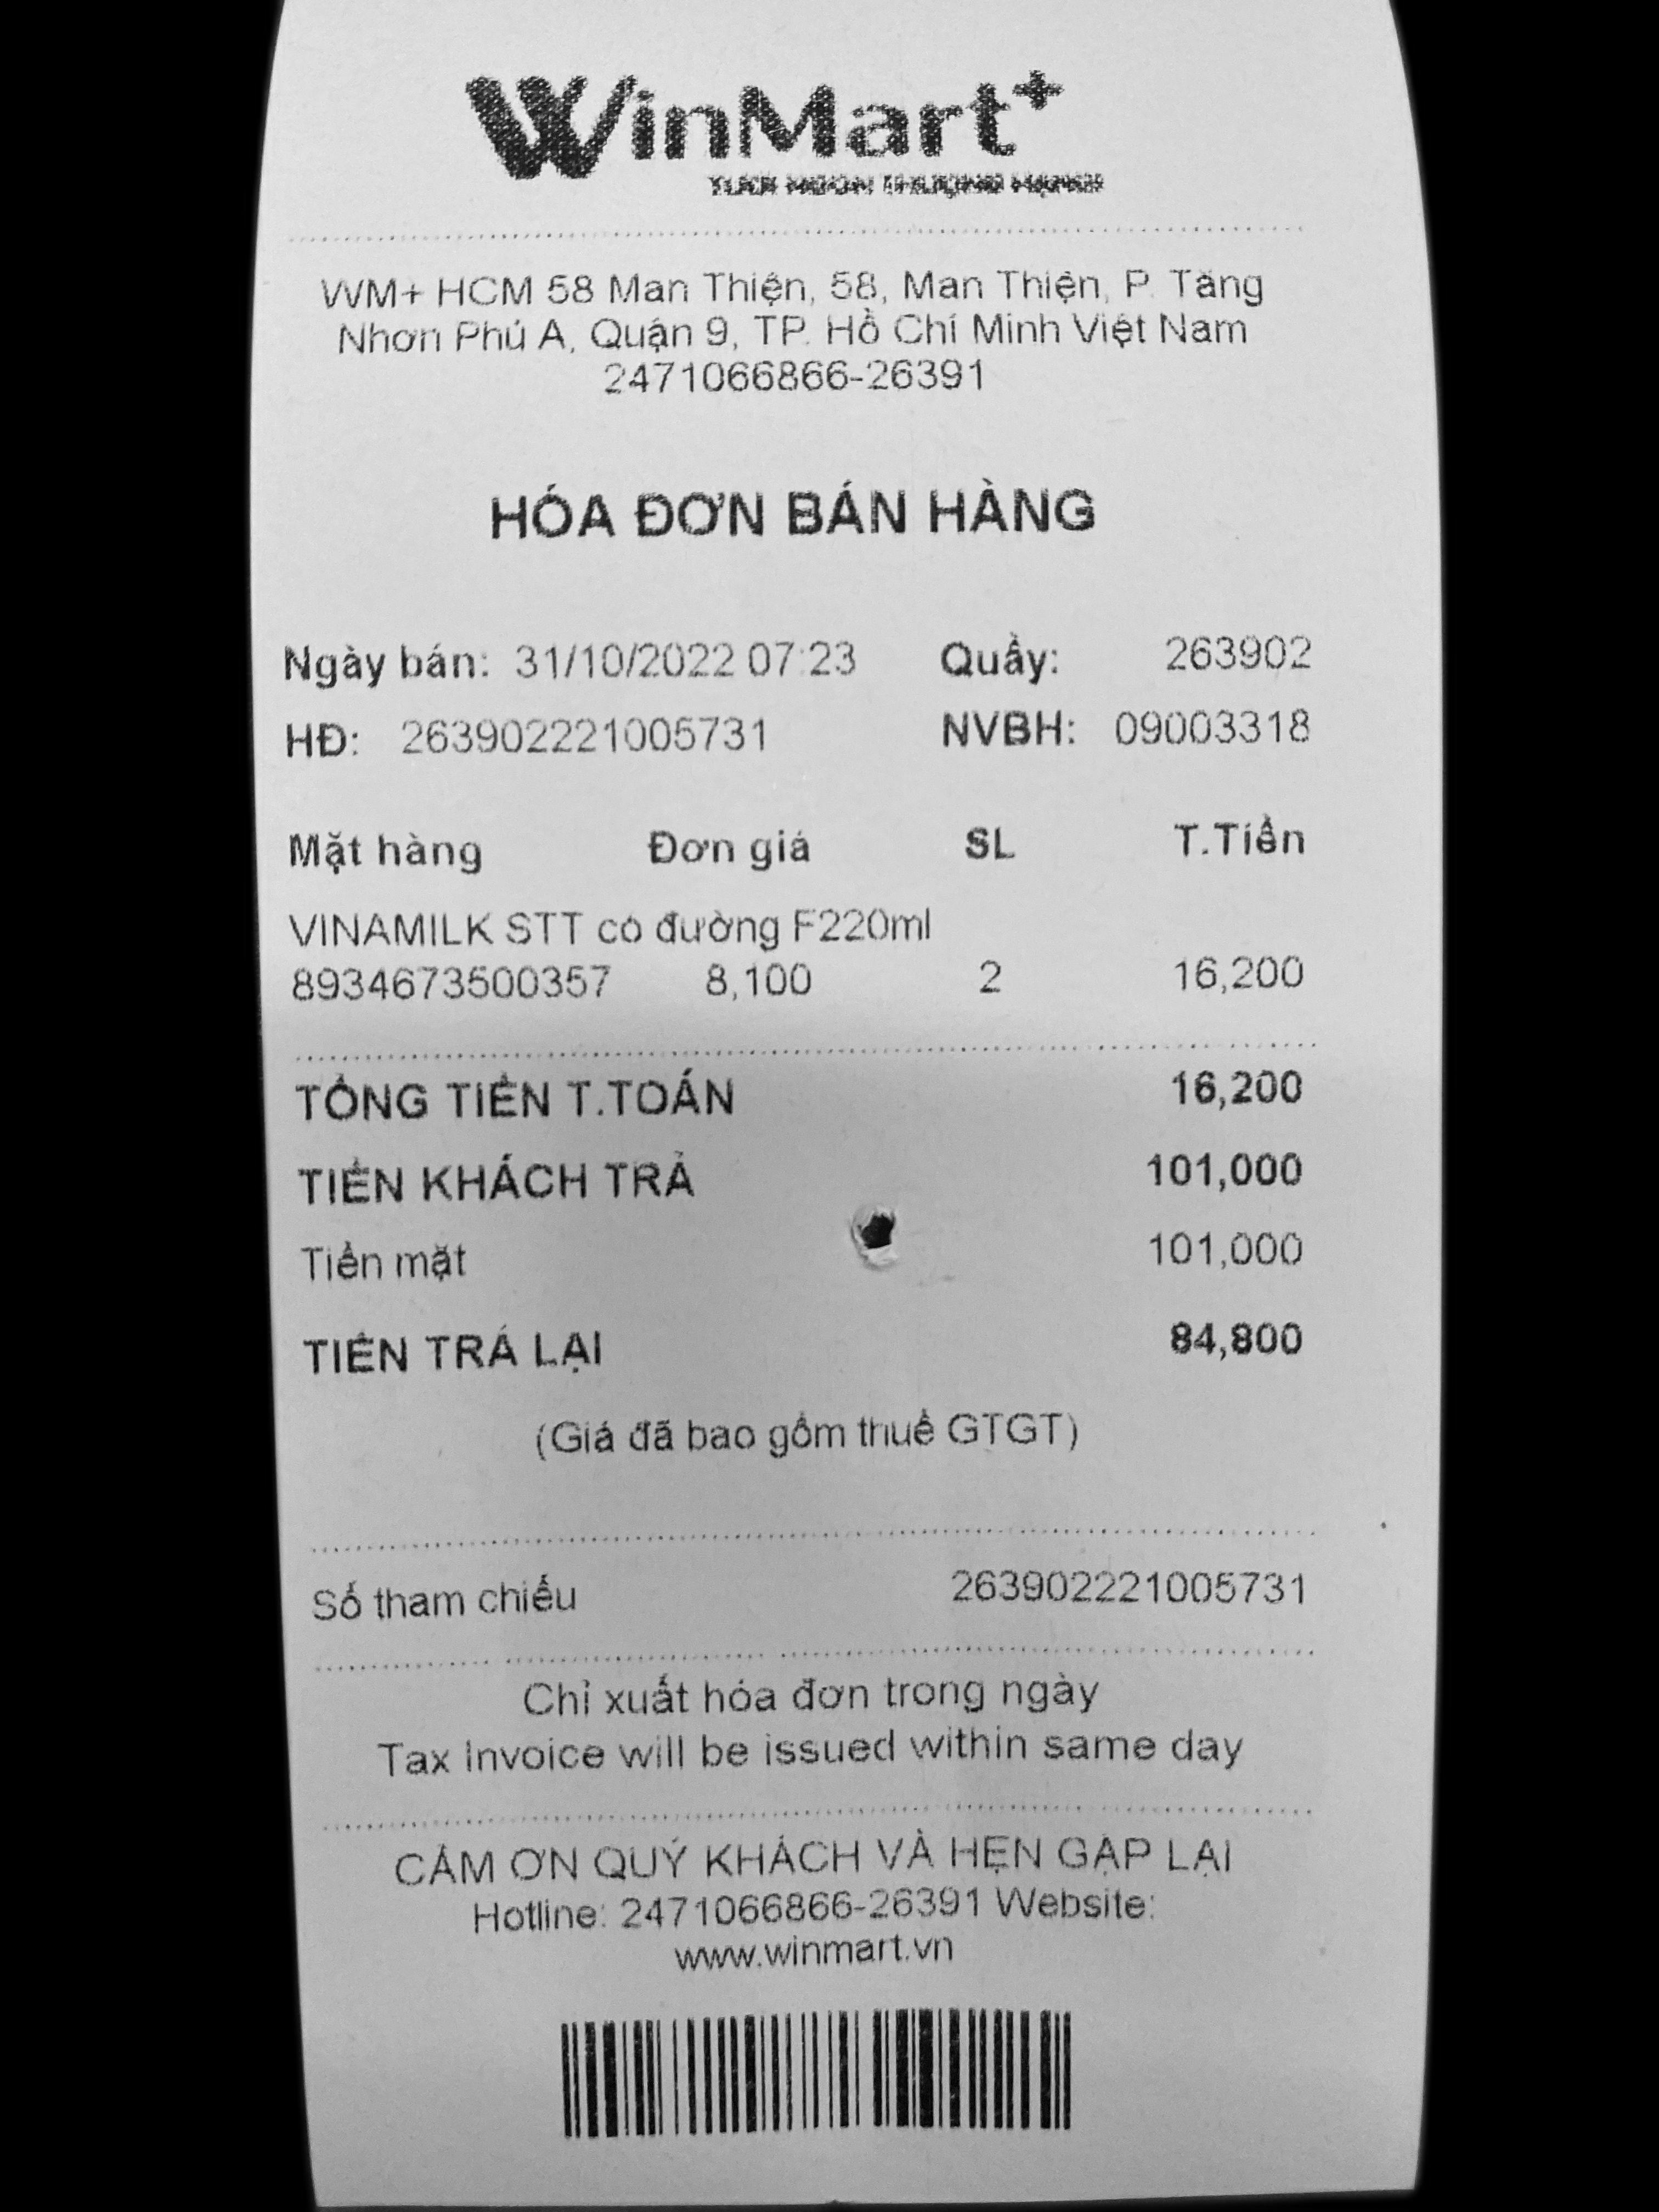 WinMart+
WM+ HCM 58 Man Thiện, 58, Man Thiện, P. Tăng
Nhơn Phú A, Quận 9, TP. Hồ Chí Minh Việt Nam
2471066866-26391
HÓA ĐƠN BÁN HÀNG
Ngày bán: 31/10/2022 07:23 Quầy: 263902
HĐ: 263902221005731 NVBH: 09003318
Mặt hàng Đơn giá SL T.Tiền
VINAMILK STT có đường F220ml
8934673500357 8,100 2 16,200
TỔNG TIỀN T.TOÁN 16,200
TIỀN KHÁCH TRẢ 101,000
Tiền mặt 101,000
TIỀN TRẢ LẠI 84,800
(Giá đã bao gồm thuế GTGT)
Số tham chiếu 263902221005731
Chỉ xuất hóa đơn trong ngày
Tax Invoice will be issued within same day
CẢM ƠN QUÝ KHÁCH VÀ HẸN GẶP LẠI
Hotline: 2471066866-26391 Website:
www.winmart.vn